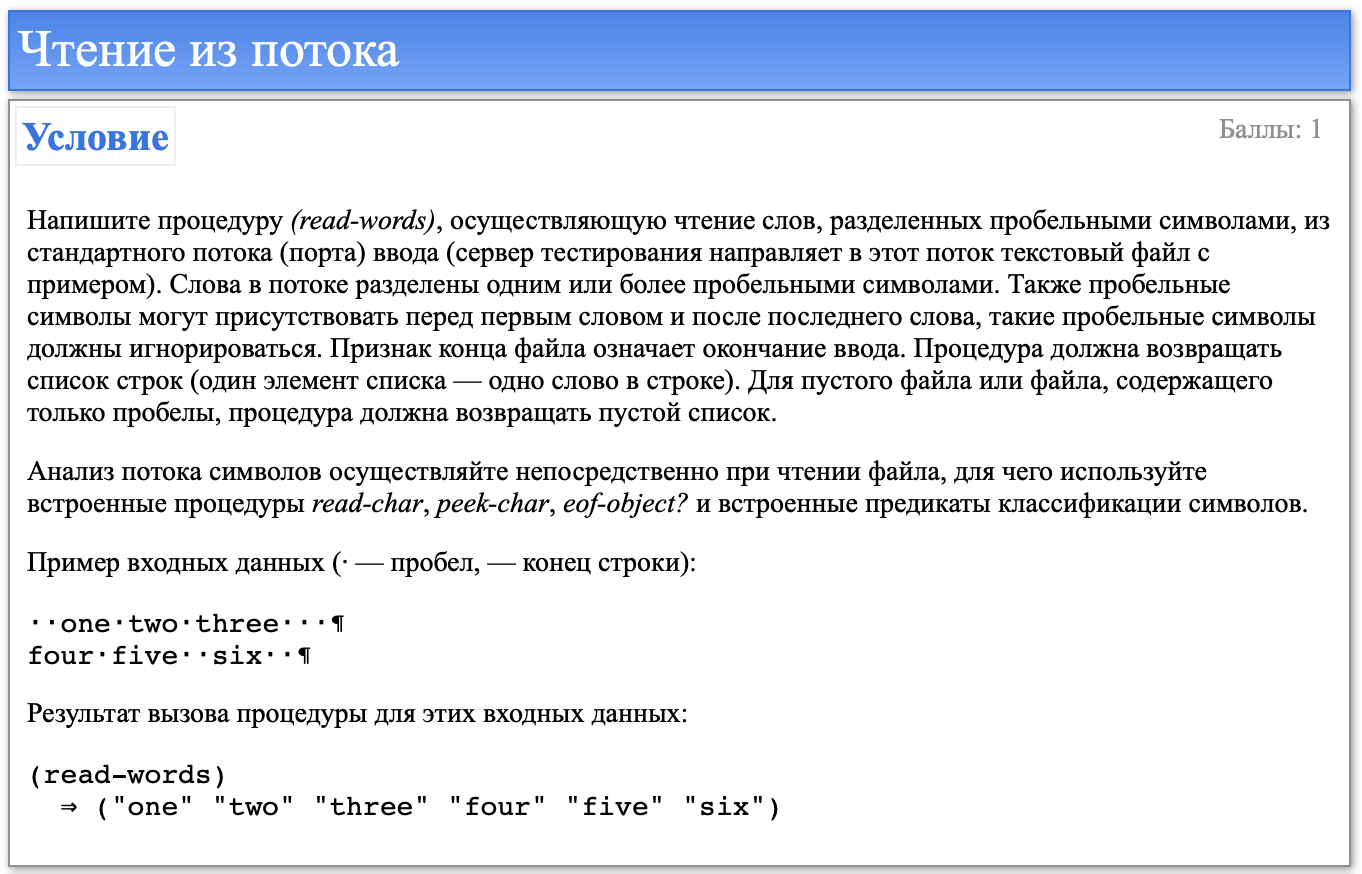 Чтение из потока
Условие
Баллы: 1
Напишите процедуру (read-words), осуществляющую чтение слов, разделенных пробельными символами, из
стандартного потока (порта) ввода (сервер тестирования направляет в этот поток текстовый файл с
примером). Слова в потоке разделены одним или более пробельными символами. Также пробельные
символы могут присутствовать перед первым словом и после последнего слова, такие пробельные символы
должны игнорироваться. Признак конца файла означает окончание ввода. Процедура должна возвращать
список строк (один элемент списка — одно слово в строке). Для пустого файла или файла, содержащего
только пробелы, процедура должна возвращать пустой список.
Анализ потока символов осуществляйте непосредственно при чтении файла, для чего используйте
встроенные процедуры read-char, peek-char, eof-object? и встроенные предикаты классификации символов.
Пример входных данных (· — пробел, — конец строки):
··one·two·three···¶
four·five··six··¶
Результат вызова процедуры для этих входных данных:
(read-words)
⇒ ("one" "two" "three" "four" "five" "six")